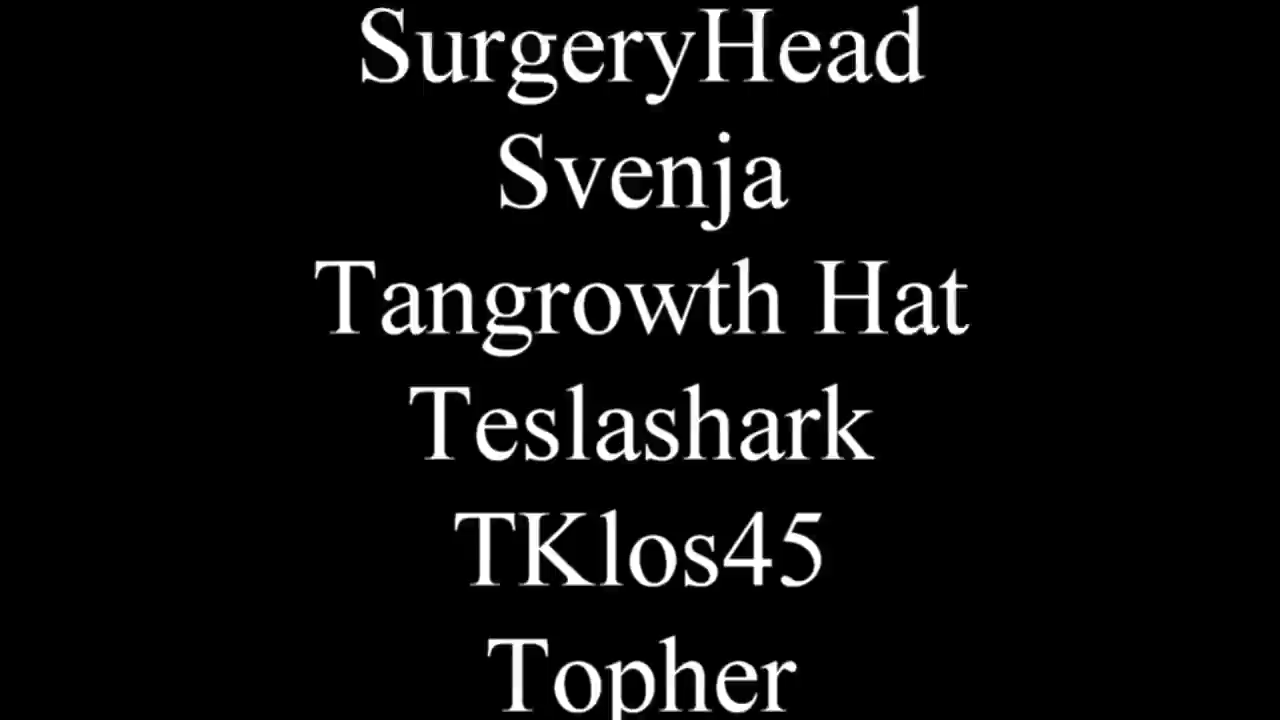 SurgeryHead
Svenja
Tangrowth Hat
Teslashark
TKlos45
Topher